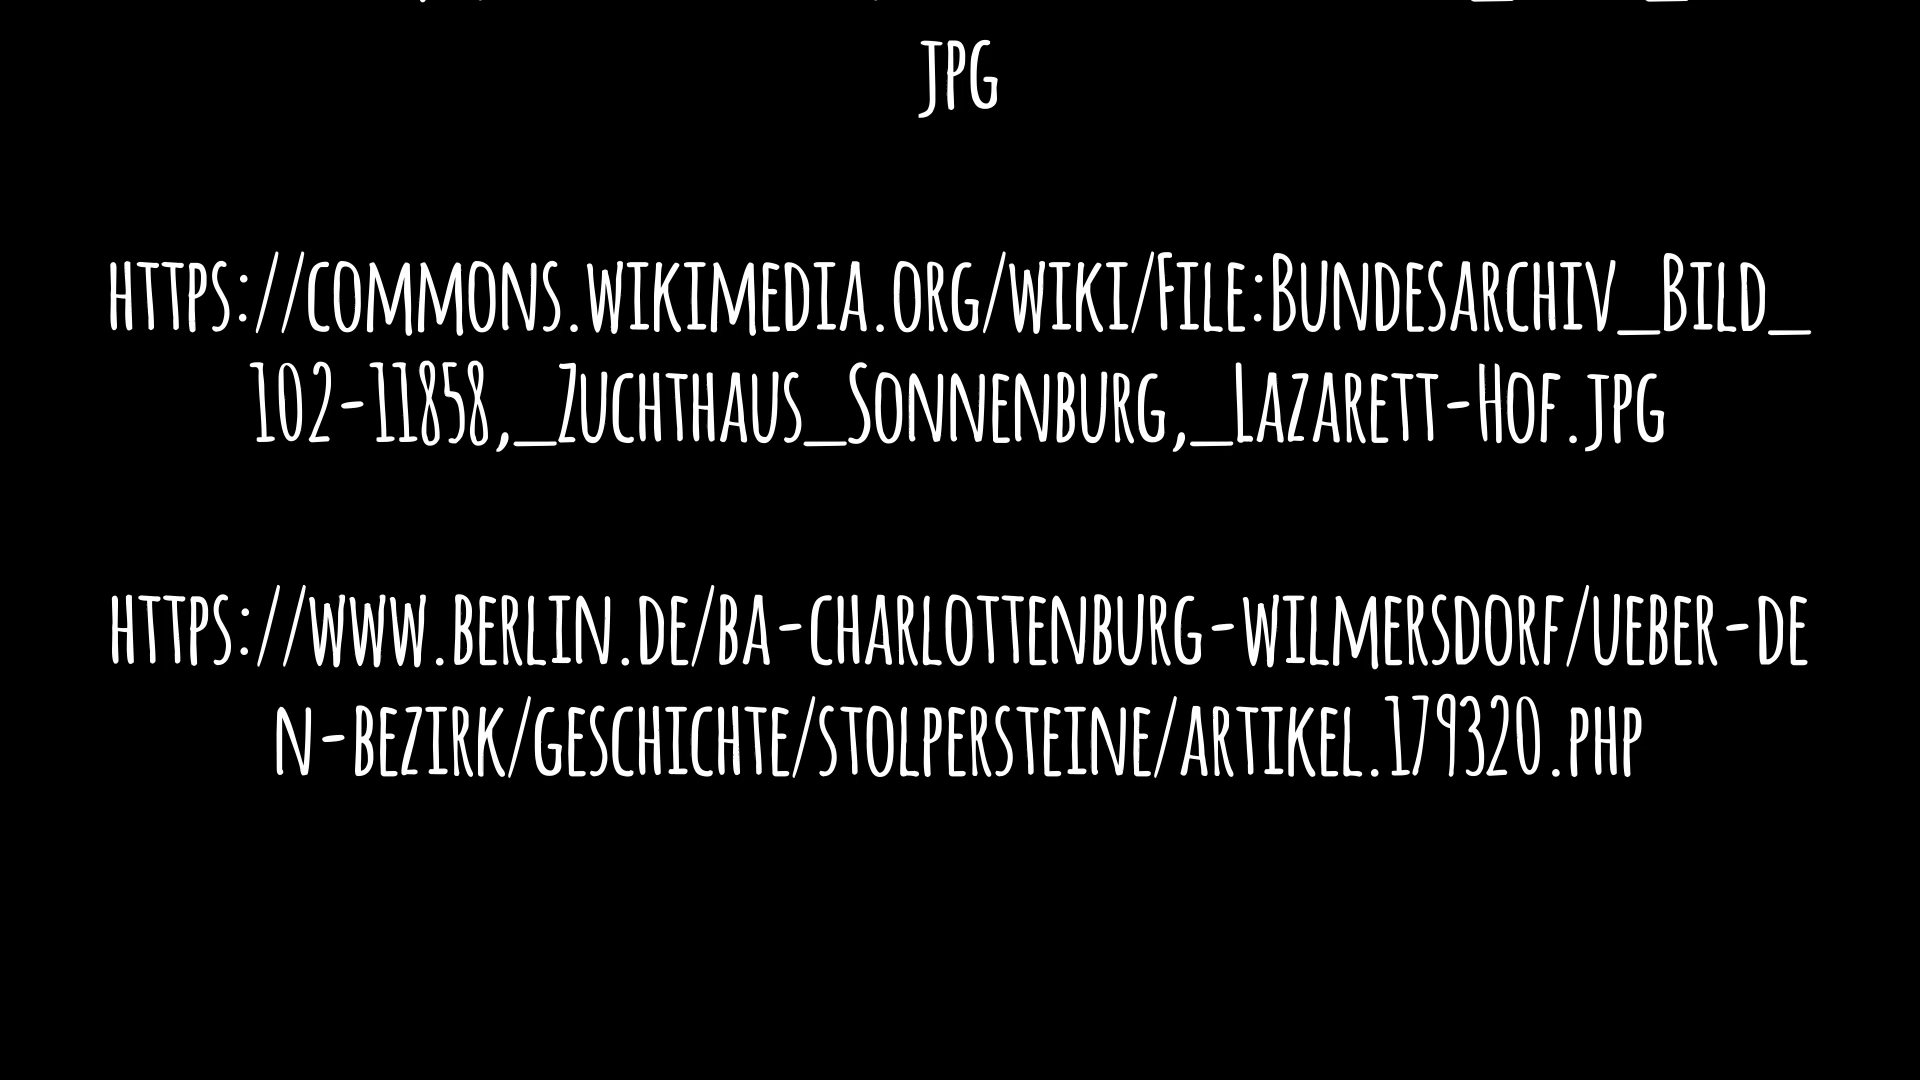 jpg
https://commons.wikimedia.org/wiki/File:Bundesarchiv_Bild_
102-11858,_Zuchthaus_Sonnenburg,_Lazarett-Hof.jpg
https://www.berlin.de/ba-charlottenburg-wilmersdorf/ueber-de
n-bezirk/geschichte/stolpersteine/artikel.179320.php